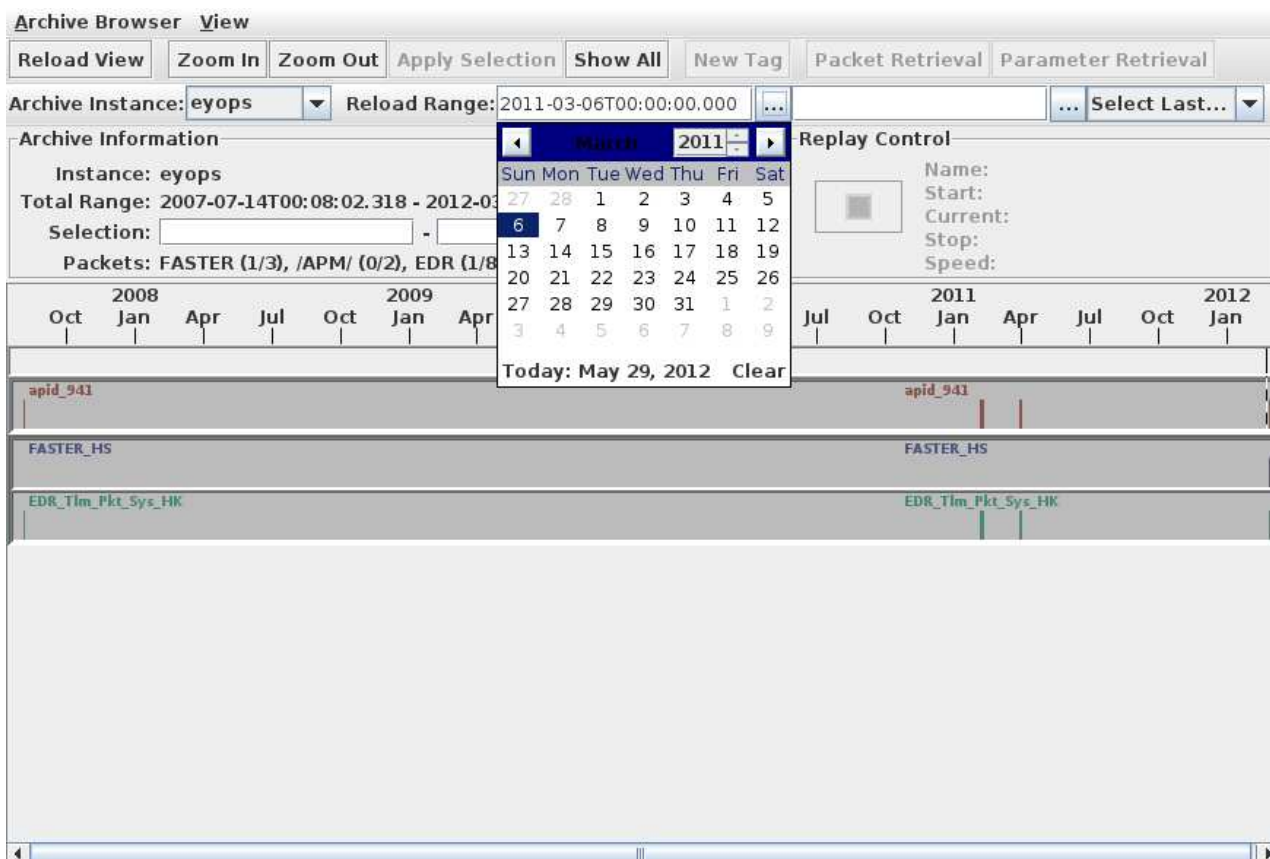 Archive Browser View
Reload View Zoom In Zoom Out Apply Selection Show All New Tag Packet Retrieval Parameter Retrieval
Archive Instance: eyops Reload Range: 2011-03-06T00:00:00.000 ... ... Select Last...
Archive Information
Instance: eyops
Total Range: 2007-07-14T00:08:02.318 - 2012-03
Selection: -
Packets: FASTER (1/3), /APM/ (0/2), EDR (1/8
March 2011
Sun Mon Tue Wed Thu Fri Sat
27 28 1 2 3 4 5
6 7 8 9 10 11 12
13 14 15 16 17 18 19
20 21 22 23 24 25 26
27 28 29 30 31 1 2
3 4 5 6 7 8 9
Today: May 29, 2012 Clear
Replay Control
Name:
Start:
Current:
Stop:
Speed:
2008 2009 2011 2012
Oct Jan Apr Jul Oct Jan Apr Jul Oct Jan Apr Jul Oct Jan
apid_941 apid_941
FASTER_HS FASTER_HS
EDR_Tlm_Pkt_Sys_HK EDR_Tlm_Pkt_Sys_HK